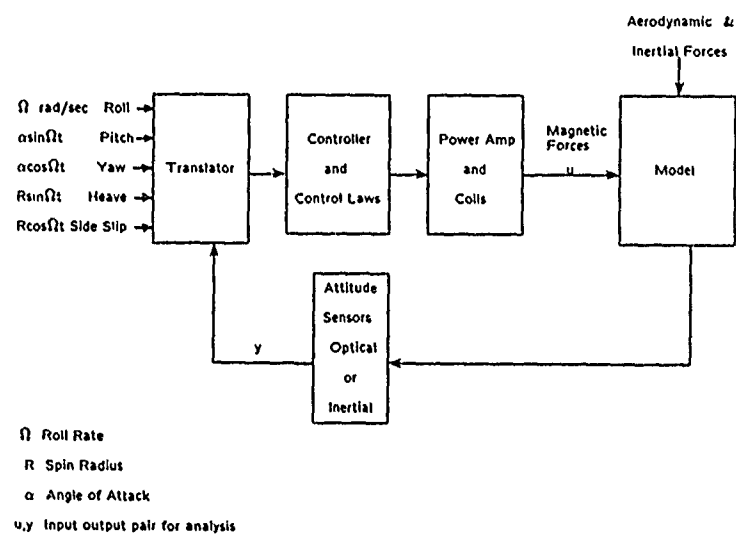 Aerodynamic &
Inertial Forces
Ω rad/sec Roll
αsinΩt Pitch
αcosΩt Yaw
RsinΩt Heave
RcosΩt Side Slip
Translator
Controller
and
Control Laws
Power Amp
and
Coils
Magnetic
Forces
u
Model
Attitude
Sensors
Optical
or
Inertial
y
Ω Roll Rate
R Spin Radius
α Angle of Attack
u,y Input output pair for analysis